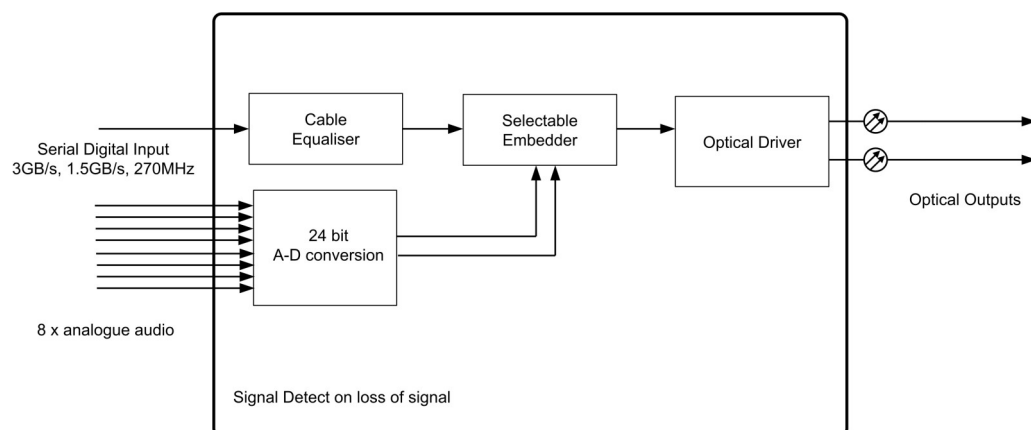 Cable
Equaliser
Selectable
Embedder
Optical Driver
Serial Digital Input
3GB/s, 1.5GB/s, 270MHz
Optical Outputs
24 bit
A-D conversion
8 x analogue audio
Signal Detect on loss of signal